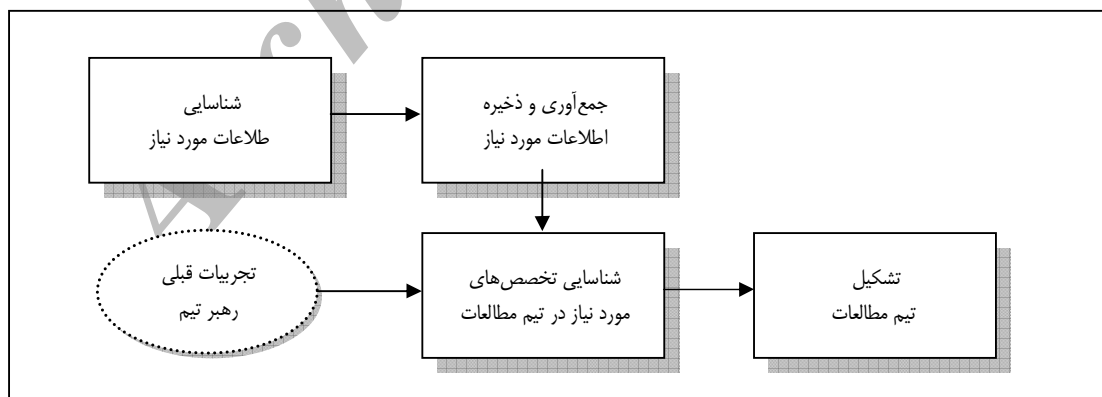 شناسایی
طلاعات مورد نیاز
جمع‌آوری و ذخیره
اطلاعات مورد نیاز
تجربیات قبلی
رهبر تیم
شناسایی تخصص‌های
مورد نیاز در تیم مطالعات
تشکیل
تیم مطالعات